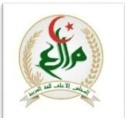 م ا ل ع
المجلس الأعلى للغة العربية